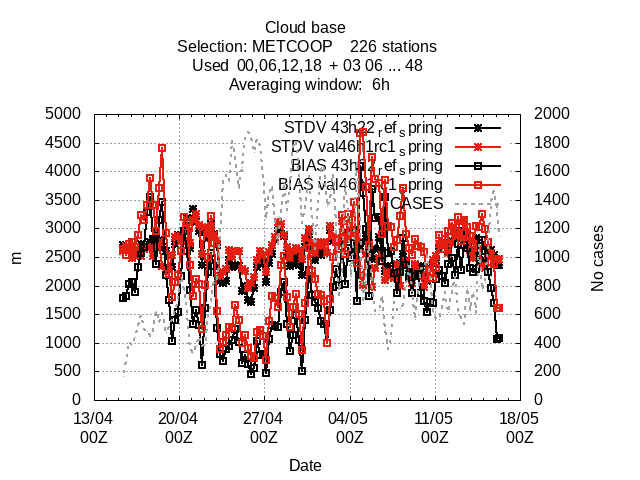 Cloud base
Selection: METCOOP 226 stations
Used 00,06,12,18 + 03 06 ... 48
Averaging window: 6h
5000 2000
4500 STDV 43h22_ref_spring 1800
STDV val46h1rc1_spring
4000 BIAS 43h22_ref_spring 1600
BIAS val46h1rc1_spring
3500 CASES 1400
3000 1200
m 2500 1000 No cases
2000 800
1500 600
1000 400
500 200
0 0
13/04 20/04 27/04 04/05 11/05 18/05
00Z 00Z 00Z 00Z 00Z 00Z
Date